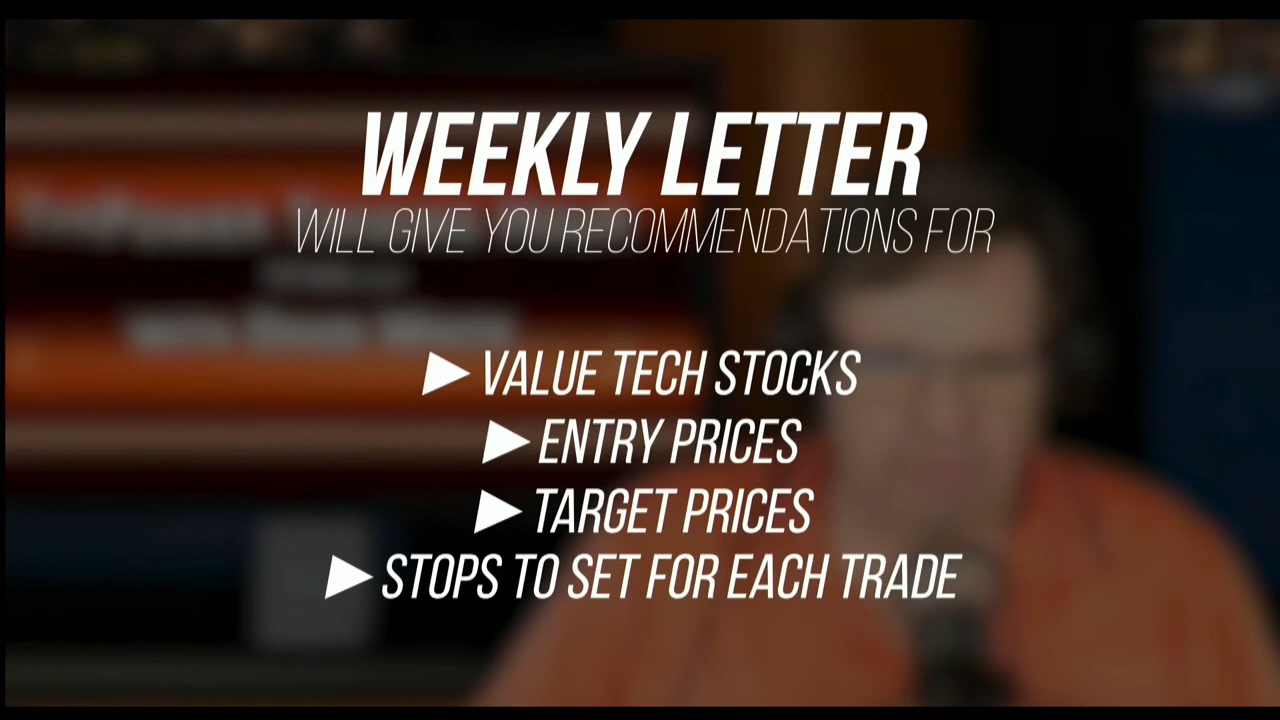 WEEKLY LETTER
WILL GIVE YOU RECOMMENDATIONS FOR
▶ VALUE TECH STOCKS
▶ ENTRY PRICES
▶ TARGET PRICES
▶ STOPS TO SET FOR EACH TRADE